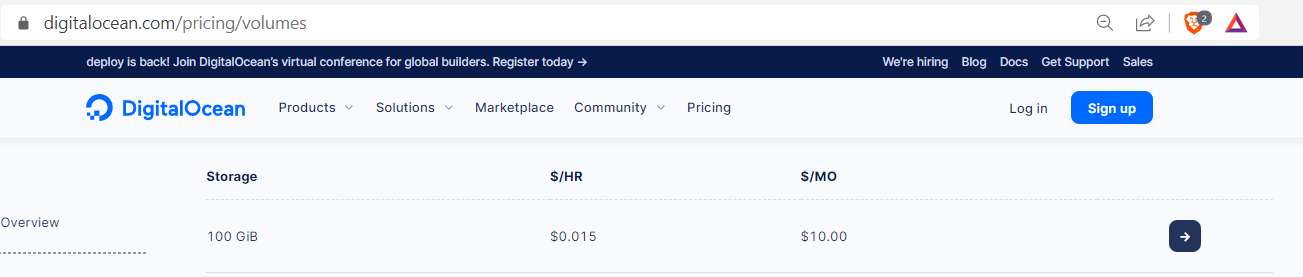 digitalocean.com/pricing/volumes
2
deploy is back! Join DigitalOcean's virtual conference for global builders. Register today → We're hiring Blog Docs Get Support Sales
DigitalOcean Products Solutions Marketplace Community Pricing Log in Sign up
Storage $/HR $/MO
Overview
100 GiB $0.015 $10.00 →